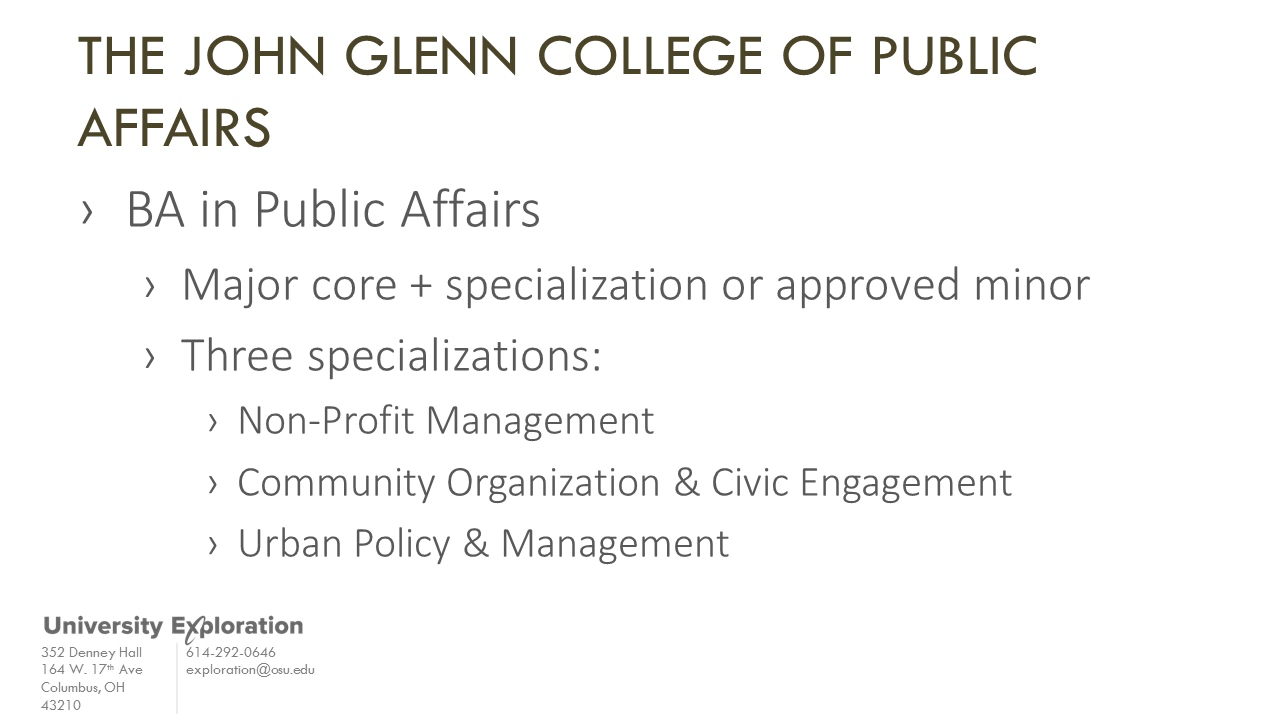 THE JOHN GLENN COLLEGE OF PUBLIC
AFFAIRS
› BA in Public Affairs
› Major core + specialization or approved minor
› Three specializations:
› Non-Profit Management
› Community Organization & Civic Engagement
› Urban Policy & Management
University Exploration
352 Denney Hall
164 W. 17th Ave
Columbus, OH
43210
614-292-0646
exploration@osu.edu